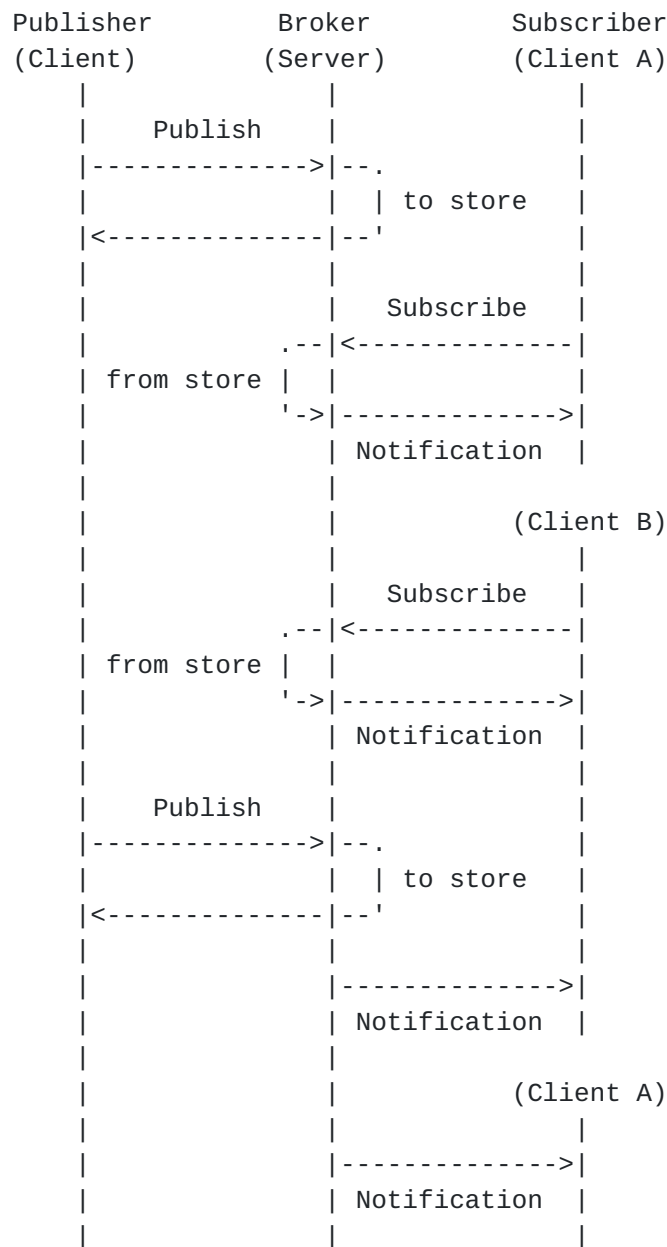 Publisher Broker Subscriber
(Client) (Server) (Client A)
Publish
to store
Subscribe
from store
Notification
(Client B)
Subscribe
from store
Notification
Publish
to store
Notification
(Client A)
Notification